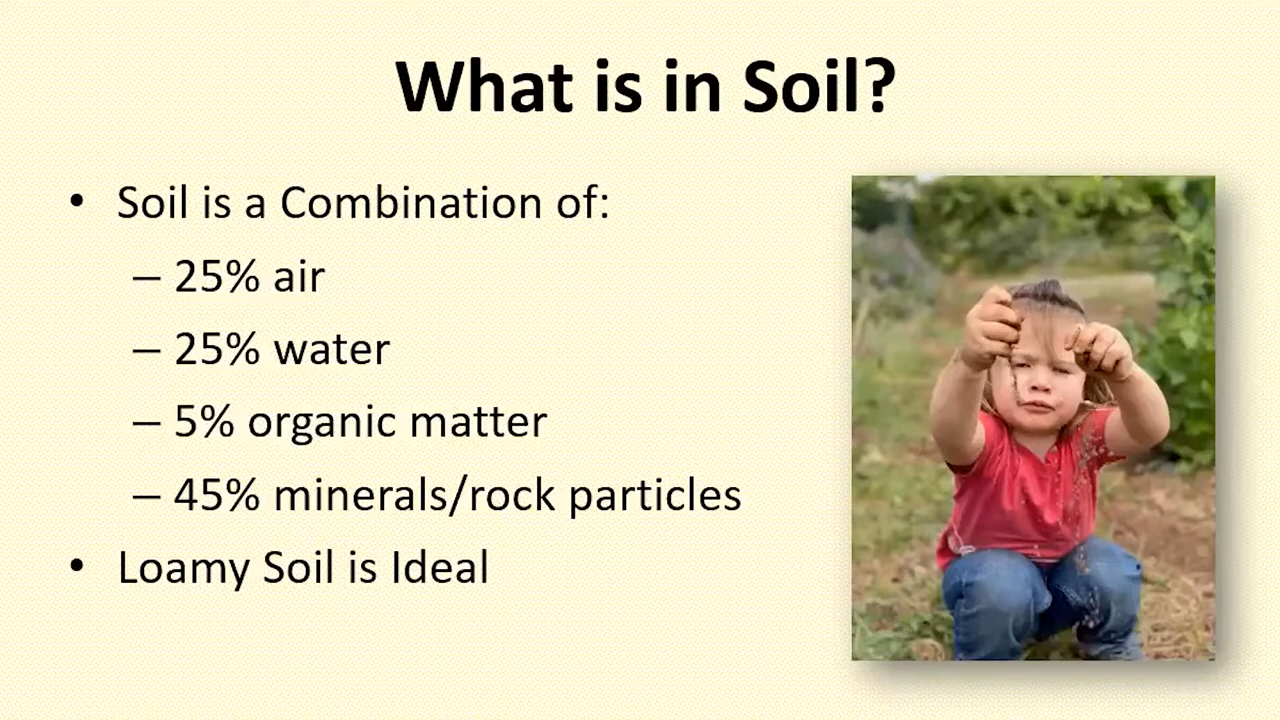 What is in Soil?
• Soil is a Combination of:
– 25% air
– 25% water
– 5% organic matter
– 45% minerals/rock particles
• Loamy Soil is Ideal